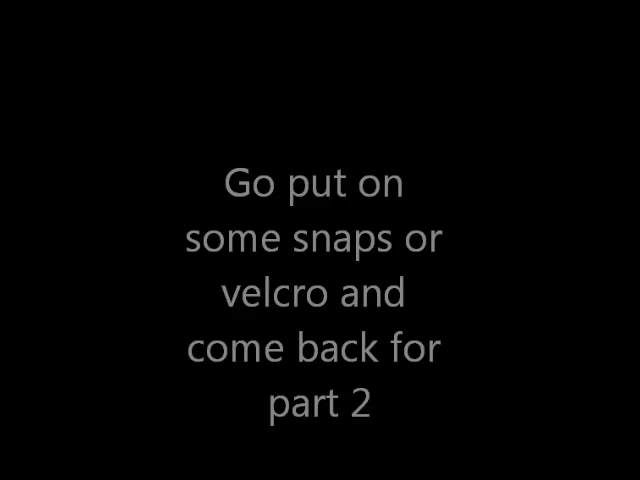 Go put on
some snaps or
velcro and
come back for
part 2